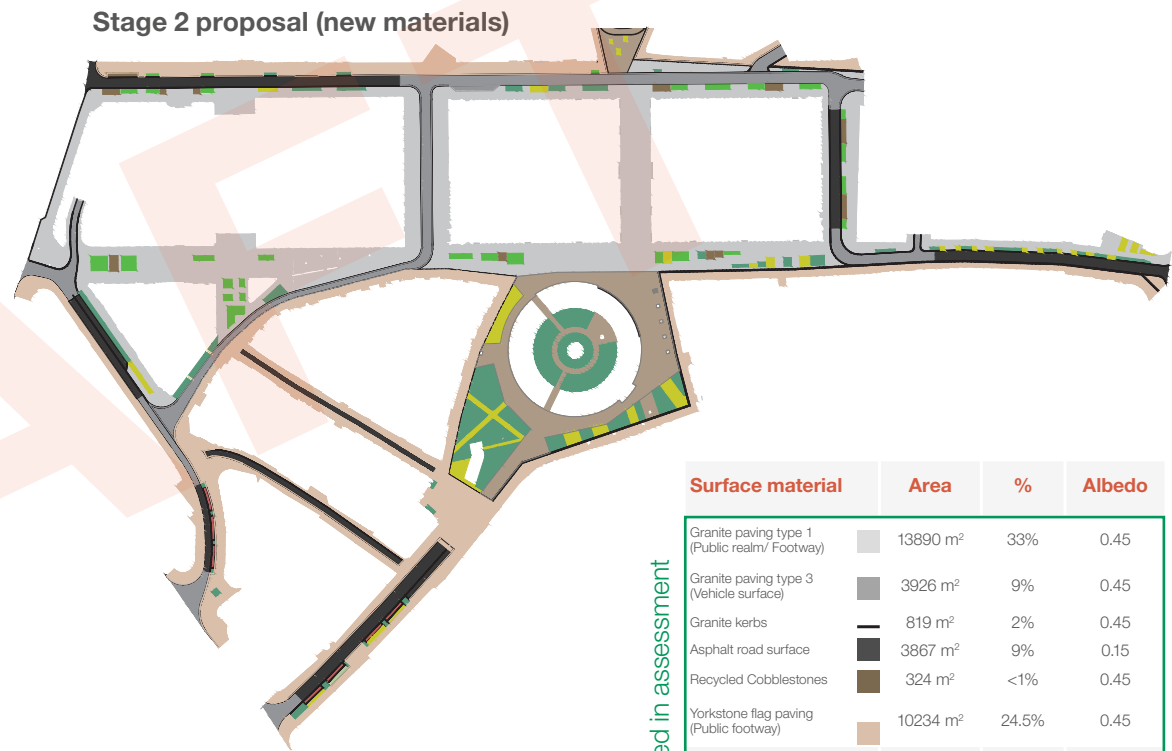 Stage 2 proposal (new materials)
Surface material Area % Albedo
Granite paving type 1
(Public realm/ Footway) 13890 m² 33% 0.45
Granite paving type 3
(Vehicle surface) 3926 m² 9% 0.45
Granite kerbs 819 m² 2% 0.45
Asphalt road surface 3867 m² 9% 0.15
Recycled Cobblestones 324 m² <1% 0.45
Yorkstone flag paving
(Public footway) 10234 m² 24.5% 0.45
in assessment